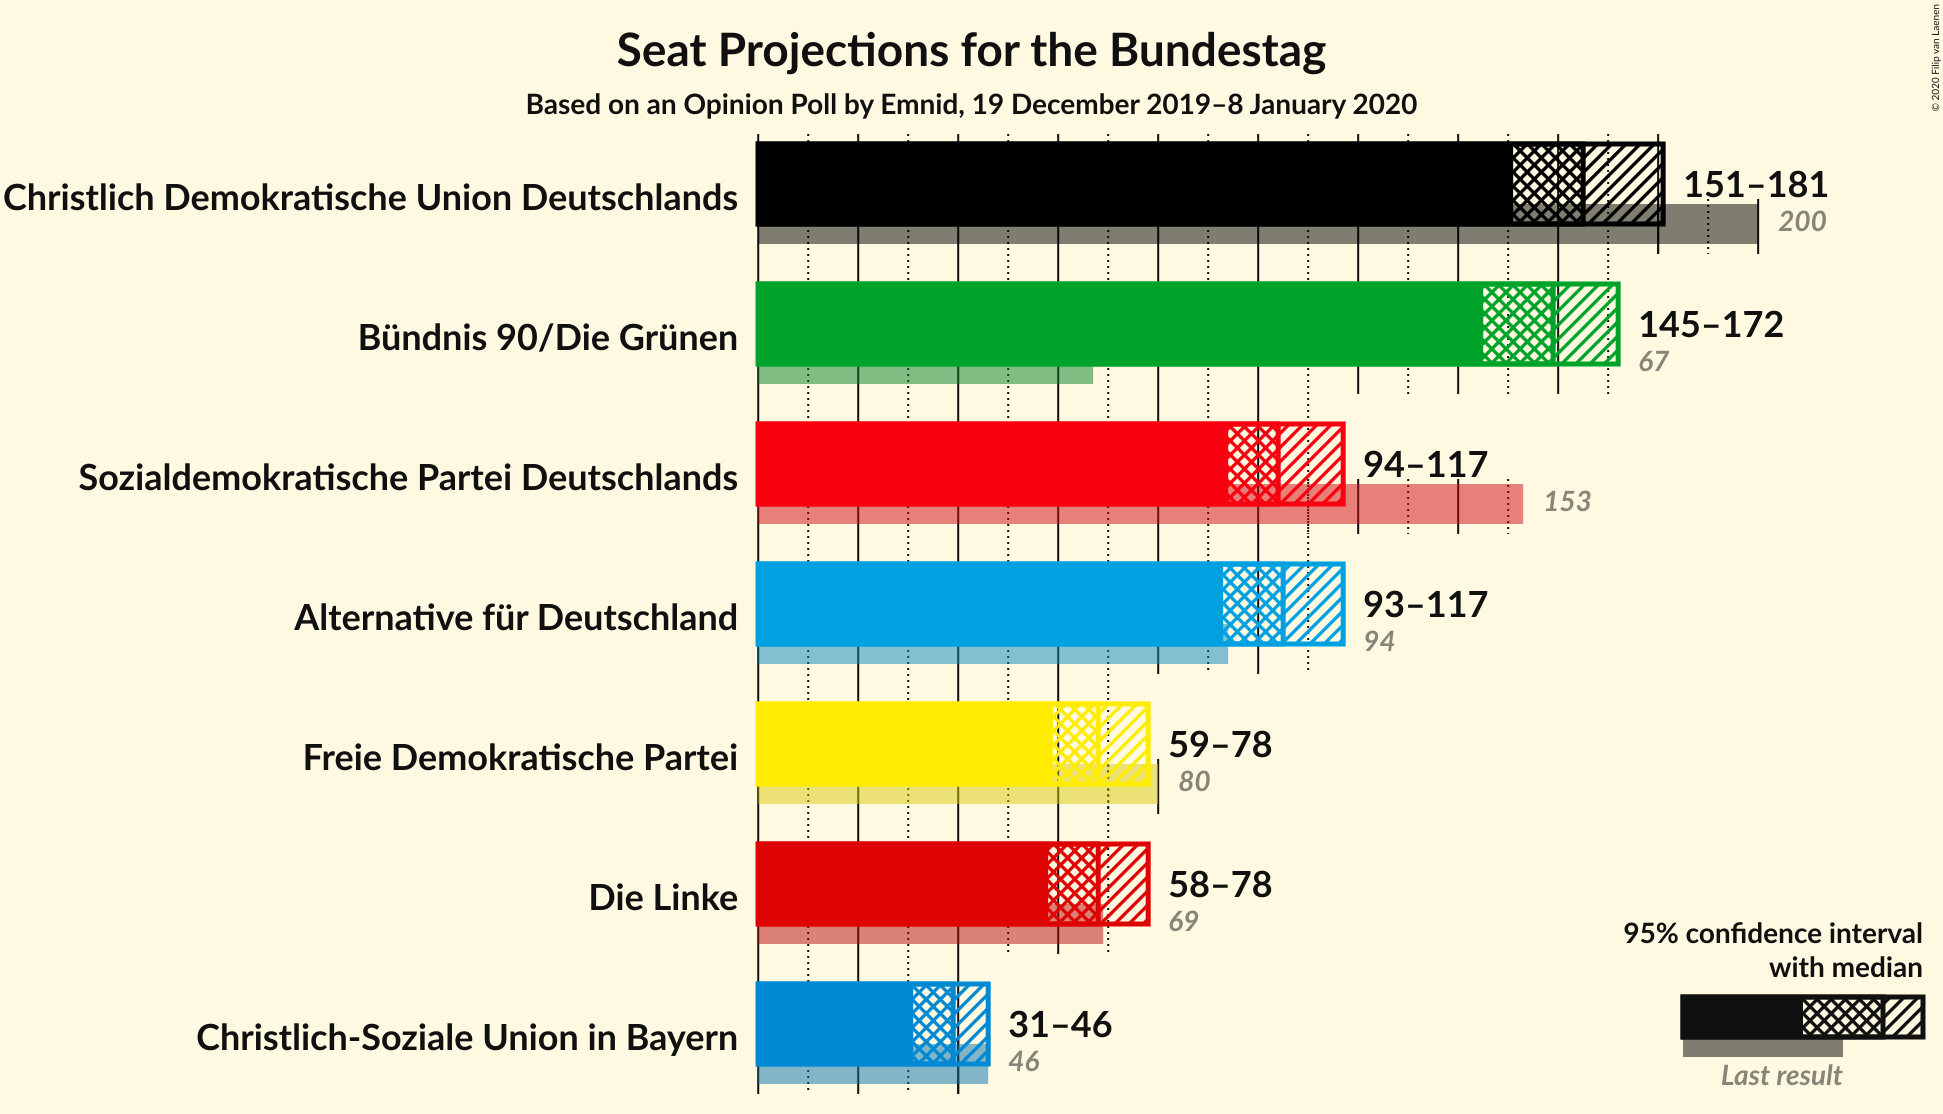 Seat Projections for the Bundestag
Based on an Opinion Poll by Emnid, 19 December 2019–8 January 2020
© 2020 Filip van Laenen
Christlich Demokratische Union Deutschlands
151–181
200
Bündnis 90/Die Grünen
145–172
67
Sozialdemokratische Partei Deutschlands
94–117
153
Alternative für Deutschland
93–117
94
Freie Demokratische Partei
59–78
80
Die Linke
58–78
69
Christlich-Soziale Union in Bayern
31–46
46
95% confidence interval
with median
Last result